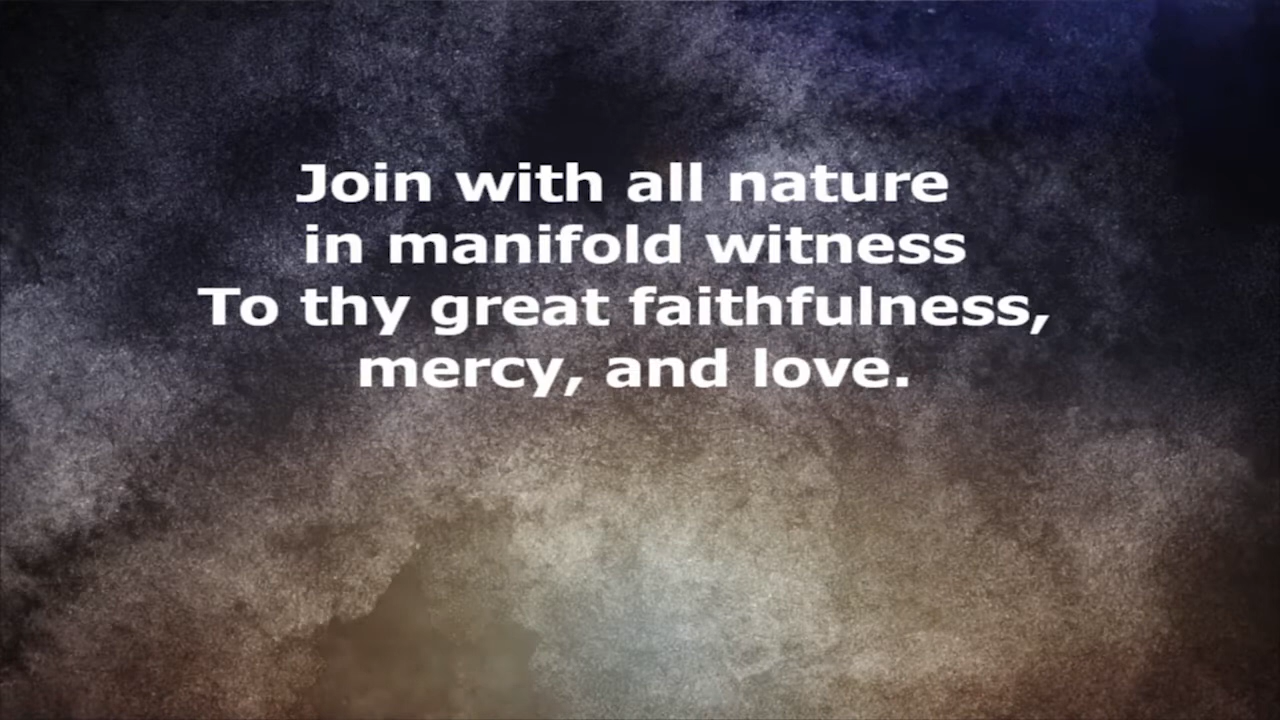 Join with all nature
in manifold witness
To thy great faithfulness,
mercy, and love.